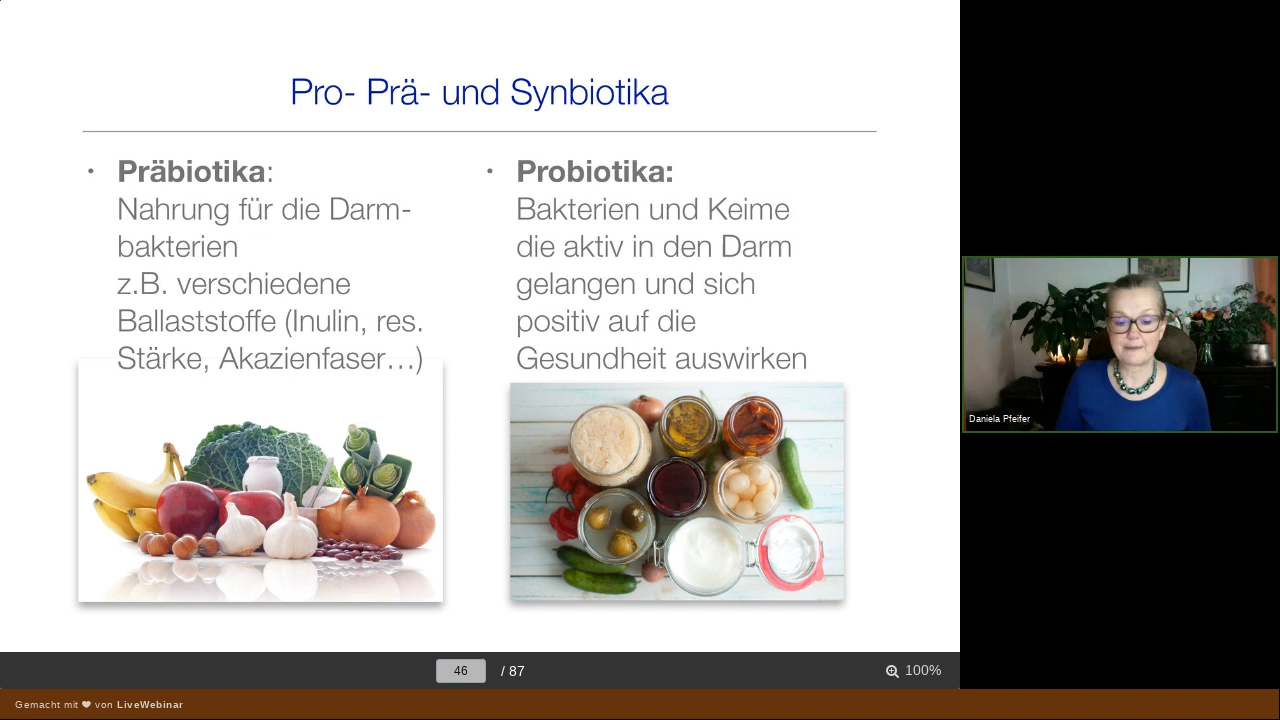 Pro- Prä- und Synbiotika
• Präbiotika:
Nahrung für die Darm-
bakterien
z.B. verschiedene
Ballaststoffe (Inulin, res.
Stärke, Akazienfaser…)
• Probiotika:
Bakterien und Keime
die aktiv in den Darm
gelangen und sich
positiv auf die
Gesundheit auswirken
Daniela Pfeifer
46 / 87
100%
Gemacht mit ❤ von LiveWebinar